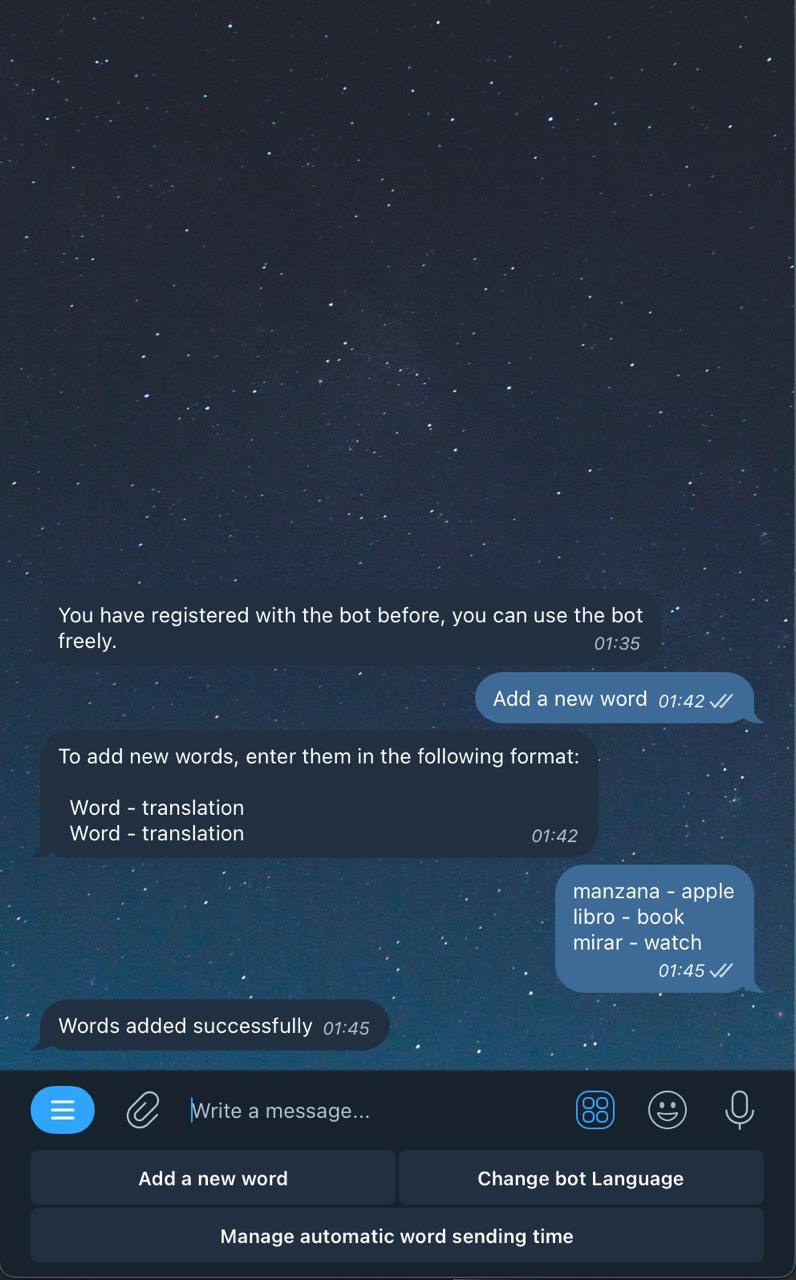 You have registered with the bot before, you can use the bot
freely. 01:35
Add a new word 01:42
To add new words, enter them in the following format:
Word - translation
Word - translation 01:42
manzana - apple
libro - book
mirar - watch
01:45
Words added successfully 01:45
Write a message...
Add a new word
Change bot Language
Manage automatic word sending time